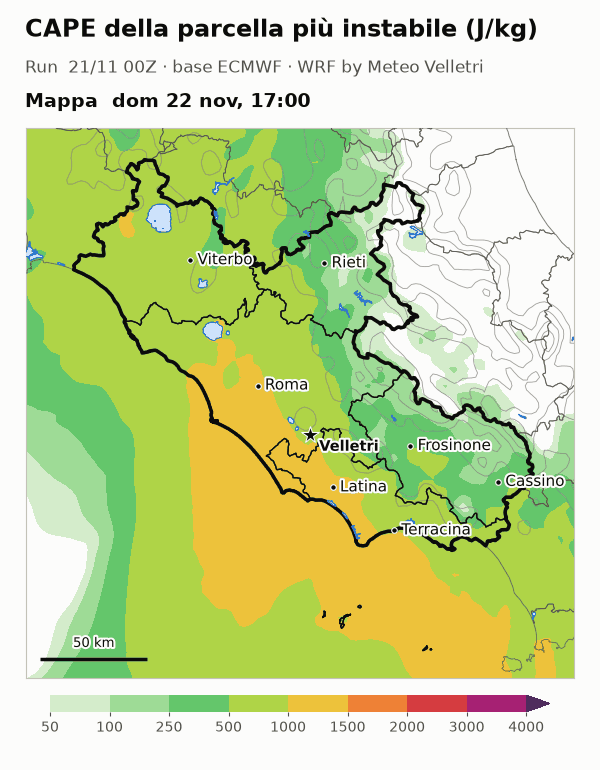 CAPE della parcella più instabile (J/kg)
Run  21/11 00Z · base ECMWF · WRF by Meteo Velletri
Mappa  dom 22 nov, 17:00
Viterbo
Rieti
Roma
Velletri
Frosinone
Cassino
Latina
Terracina
50 km
50 100 250 500 1000 1500 2000 3000 4000